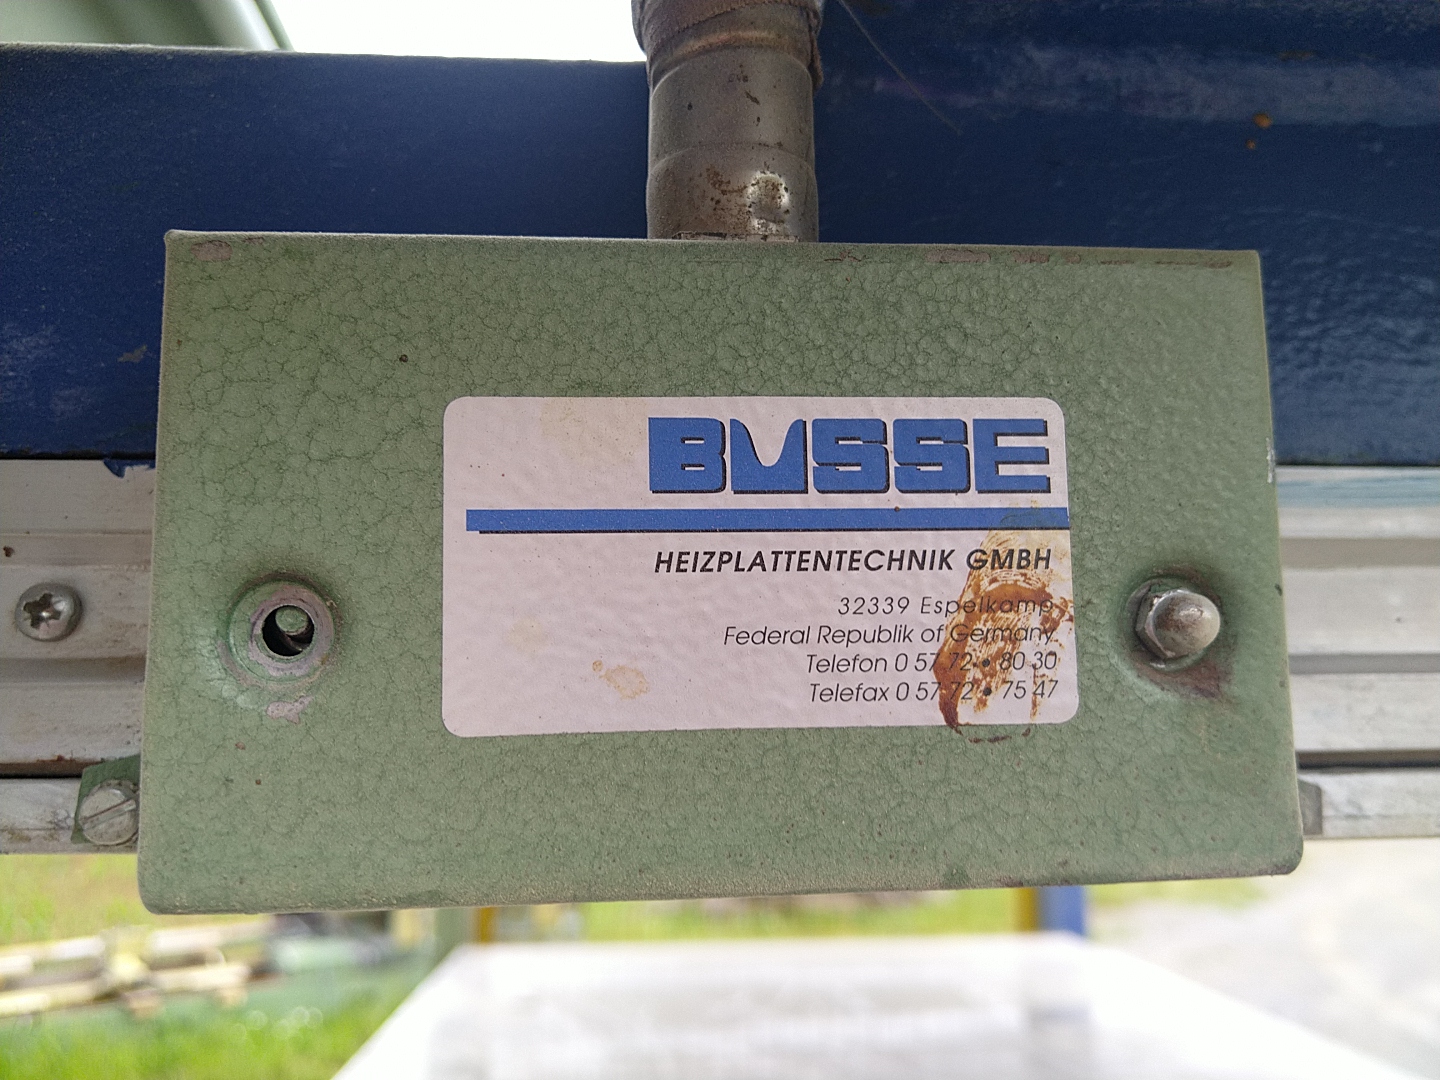 BUSSE
HEIZPLATTENTECHNIK GMBH
32339 Espelkamp
Federal Republik of Germany
Telefon 0 57 72 • 80 30
Telefax 0 57 72 • 75 47